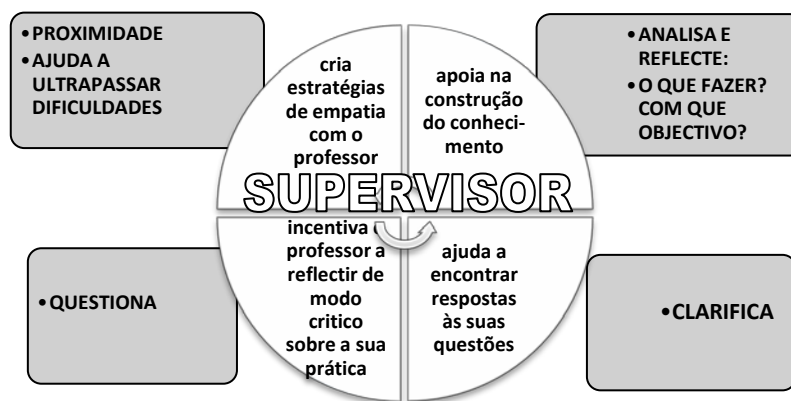 •PROXIMIDADE
•AJUDA A
ULTRAPASSAR
DIFICULDADES
cria
estratégias
de empatia
com o
professor
apoia na
construção
do conheci-
mento
•ANALISA E
REFLECTE:
•O QUE FAZER?
COM QUE
OBJECTIVO?
SUPERVISOR
•QUESTIONA
incentiva
professor a
reflectir de
modo
critico
sobre a sua
prática
ajuda a
encontrar
respostas
às suas
questões
•CLARIFICA